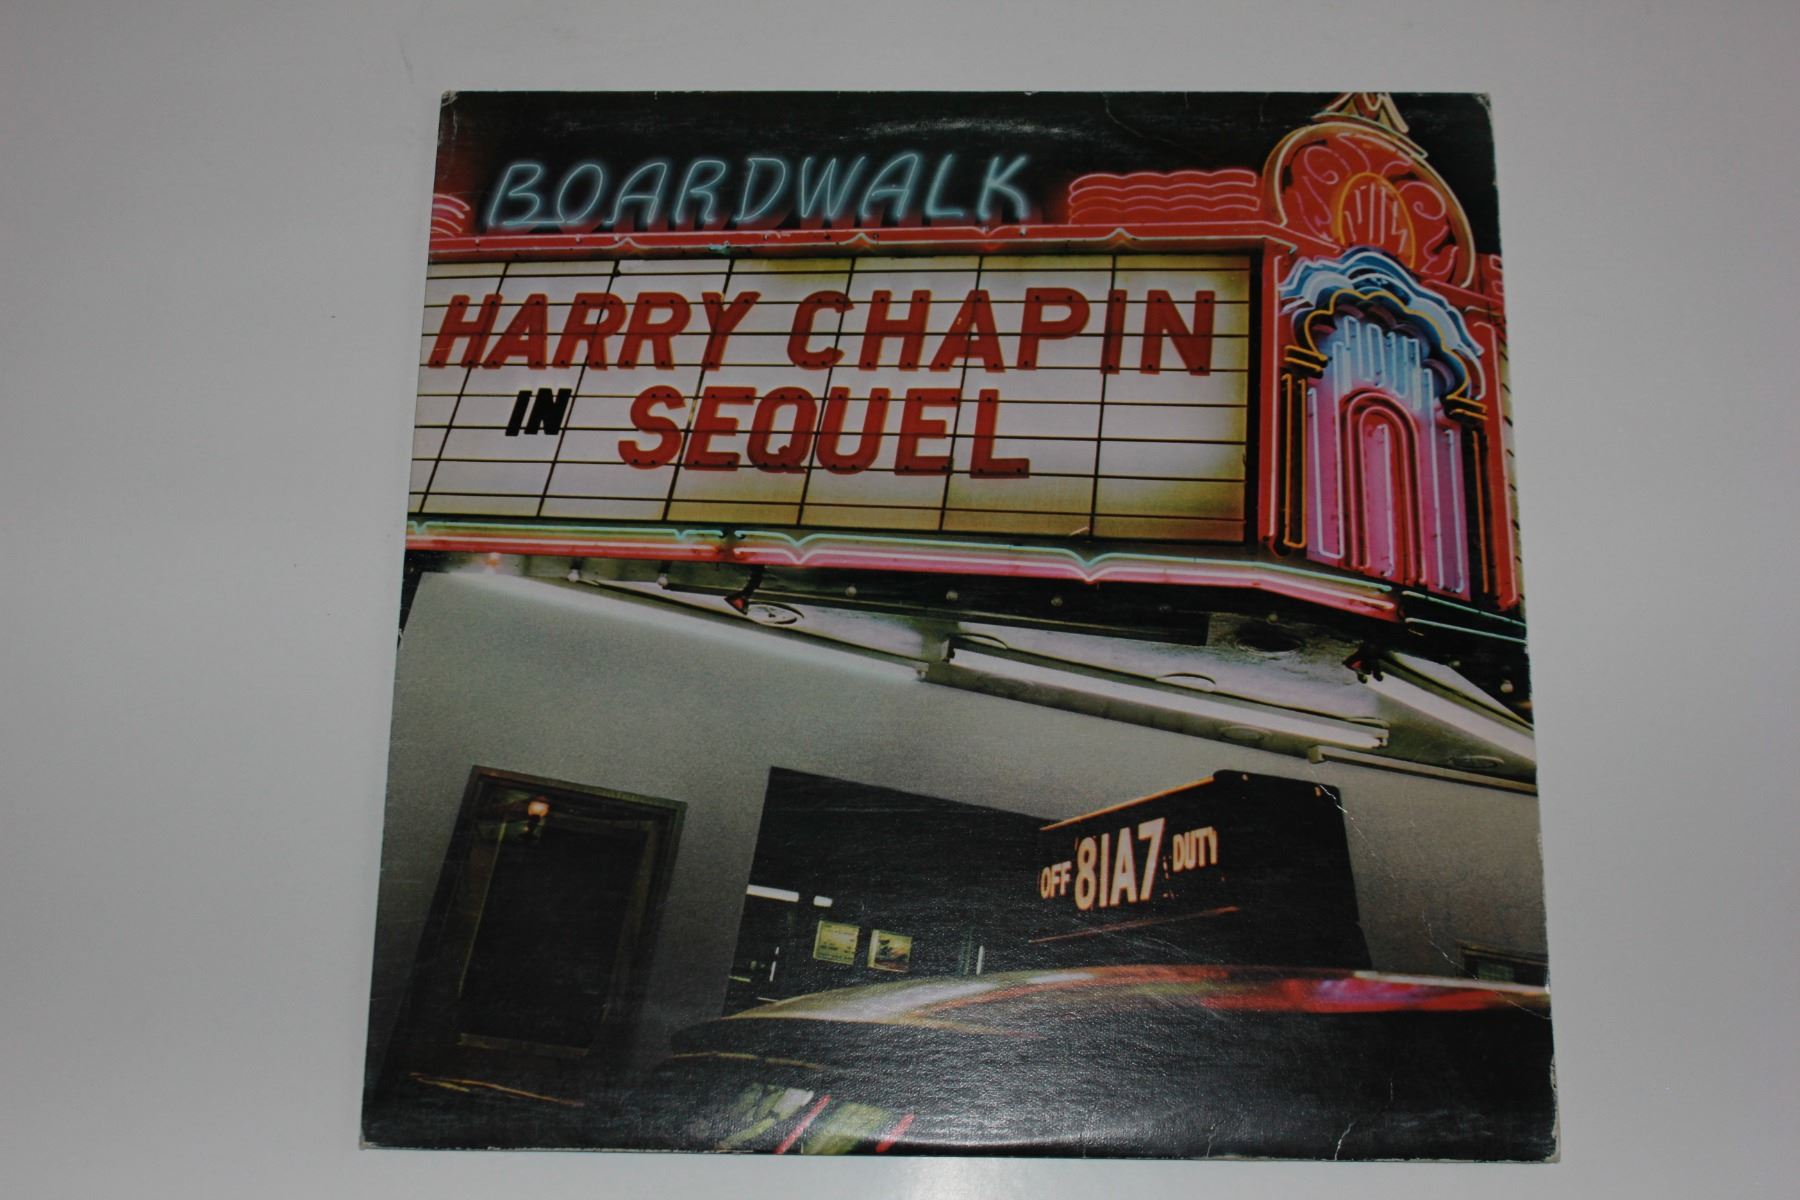 BOARDWALK
HARRY CHAPIN
IN SEQUEL
OFF 81A7 DUTY